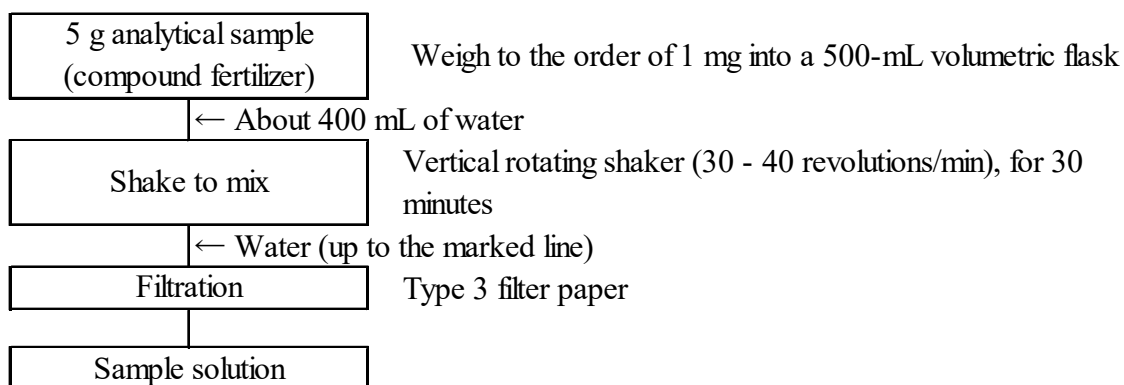 5 g analytical sample
(compound fertilizer)
Weigh to the order of 1 mg into a 500-mL volumetric flask
← About 400 mL of water
Shake to mix
Vertical rotating shaker (30 - 40 revolutions/min), for 30
minutes
← Water (up to the marked line)
Filtration
Type 3 filter paper
Sample solution